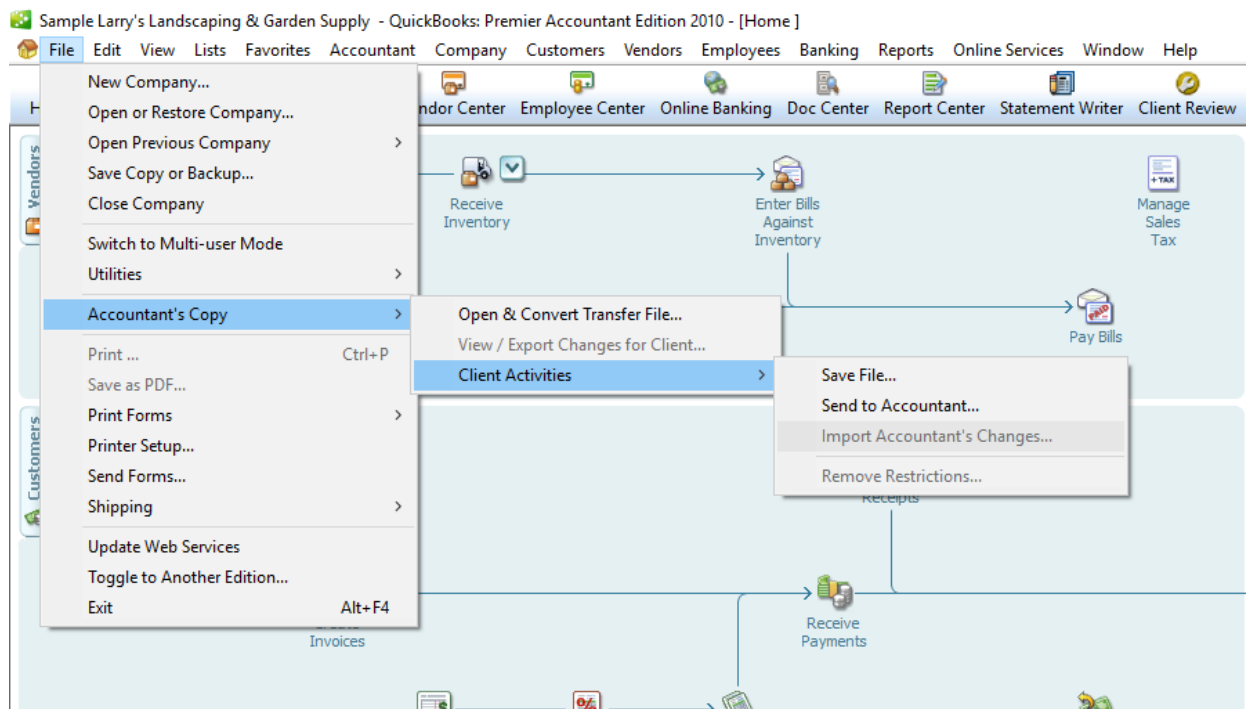 Sample Larry's Landscaping & Garden Supply - QuickBooks: Premier Accountant Edition 2010 - [Home ]
File Edit View Lists Favorites Accountant Company Customers Vendors Employees Banking Reports Online Services Window Help
Employee Center Online Banking Doc Center Report Center Statement Writer Client Review
New Company...
Open or Restore Company...
Open Previous Company
Save Copy or Backup...
Close Company
Switch to Multi-user Mode
Utilities
Accountant's Copy
Print ... Ctrl+P
Save as PDF...
Print Forms
Printer Setup...
Send Forms...
Shipping
Update Web Services
Toggle to Another Edition...
Exit Alt+F4
Open & Convert Transfer File...
View / Export Changes for Client...
Client Activities
Save File...
Send to Accountant...
Import Accountant's Changes...
Remove Restrictions...
Vendors
Receive
Inventory
Enter Bills
Against
Inventory
+TAX
Manage
Sales
Tax
PAID
Pay Bills
Customers
Receipts
Invoices
Receive
Payments